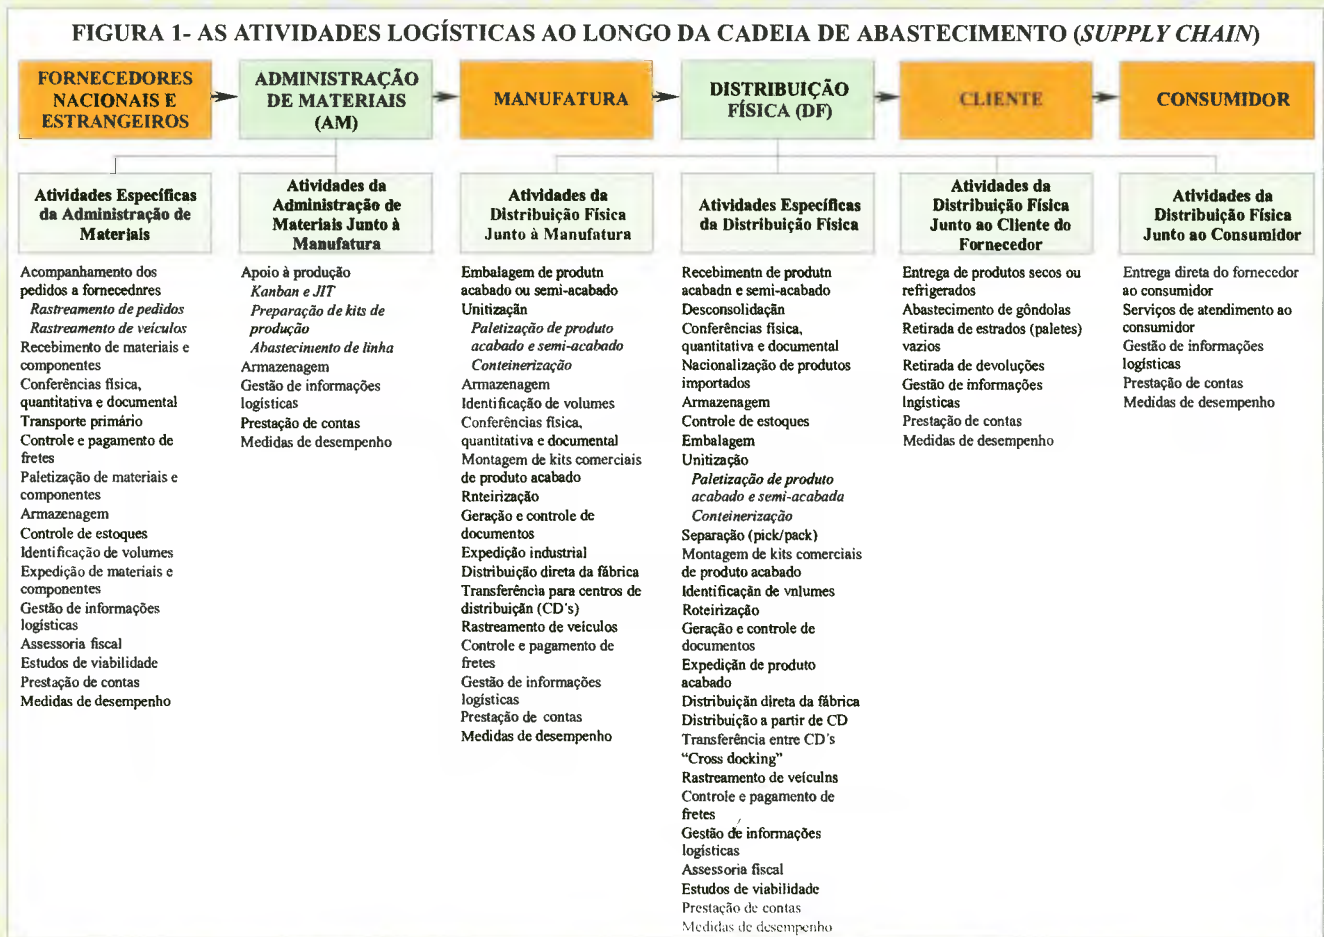 FIGURA 1- AS ATIVIDADES LOGÍSTICAS AO LONGO DA CADEIA DE ABASTECIMENTO (SUPPLY CHAIN)
FORNECEDORES
NACIONAIS E
ESTRANGEIROS
ADMINISTRAÇÃO
DE MATERIAIS
(AM)
MANUFATURA
DISTRIBUIÇÃO
FÍSICA (DF)
CLIENTE
CONSUMIDOR
Atividades Específicas
da Administração de
Materiais
Acompanhamento dos
pedidos a fornecednres
Rastreamento de pedidos
Rastreamento de veículos
Recebimento de materiais e
componentes
Conferências física,
quantitativa e documental
Transporte primário
Controle e pagamento de
fretes
Paletização de materiais e
componentes
Armazenagem
Controle de estoques
Identificação de volumes
Expedição de materiais e
componentes
Gestão de informações
logísticas
Assessoria fiscal
Estudos de viabilidade
Prestação de contas
Medidas de desempenho
Atividades da
Administração de
Materiais Junto à
Manufatura
Apoio à produção
Kanban e JIT
Preparação de kits de
produção
Abastecimento de linha
Armazenagem
Gestão de informações
logísticas
Prestação de contas
Medidas de desempenho
Atividades da
Distribuição Física
Junto à Manufatura
Embalagem de produtn
acabado ou semi-acabado
Unitização
Paletização de produto
acabado e semi-acabado
Conteinerização
Armazenagem
Identificação de volumes
Conferências física,
quantitativa e documental
Montagem de kits comerciais
de produto acabado
Rnteirização
Geração e controle de
documentos
Expedição industrial
Distribuição direta da fábrica
Transferência para centros de
distribuiçãn (CD's)
Rastreamento de veículos
Controle e pagamento de
fretes
Gestão de informações
logísticas
Prestação de contas
Medidas de desempenho
Atividades Específicas
da Distribuição Física
Recebimentn de produtn
acabadn e semi-acabado
Desconsolidação
Conferências física,
quantitativa e documental
Nacionalização de produtos
importados
Armazenagem
Controle de estoques
Embalagem
Unitização
Paletização de produto
acabado e semi-acabada
Conteinerização
Separação (pick/pack)
Montagem de kits comerciais
de produto acabado
Identificaçãn de vnlumes
Roteirização
Geração e controle de
documentos
Expediçãn de produto
acabado
Distribuiçãn direta da fábrica
Distribuição a partir de CD
Transferência entre CD's
"Cross docking"
Rastreamento de veículns
Controle e pagamento de
fretes
Gestão de informações
logísticas
Assessoria fiscal
Estudos de viabilidade
Prestação de contas
Medidas de desempenho
Atividades da
Distribuição Física
Junto ao Cliente do
Fornecedor
Entrega de produtos secos ou
refrigerados
Abastecimento de gôndolas
Retirada de estrados (paletes)
vazios
Retirada de devoluções
Gestão de informações
lngísticas
Prestação de contas
Medidas de desempenho
Atividades da
Distribuição Física
Junto ao Consumidor
Entrega direta do fornecedor
ao consumidor
Serviços de atendimento ao
consumidor
Gestão de informações
logísticas
Prestação de contas
Medidas de desempenho